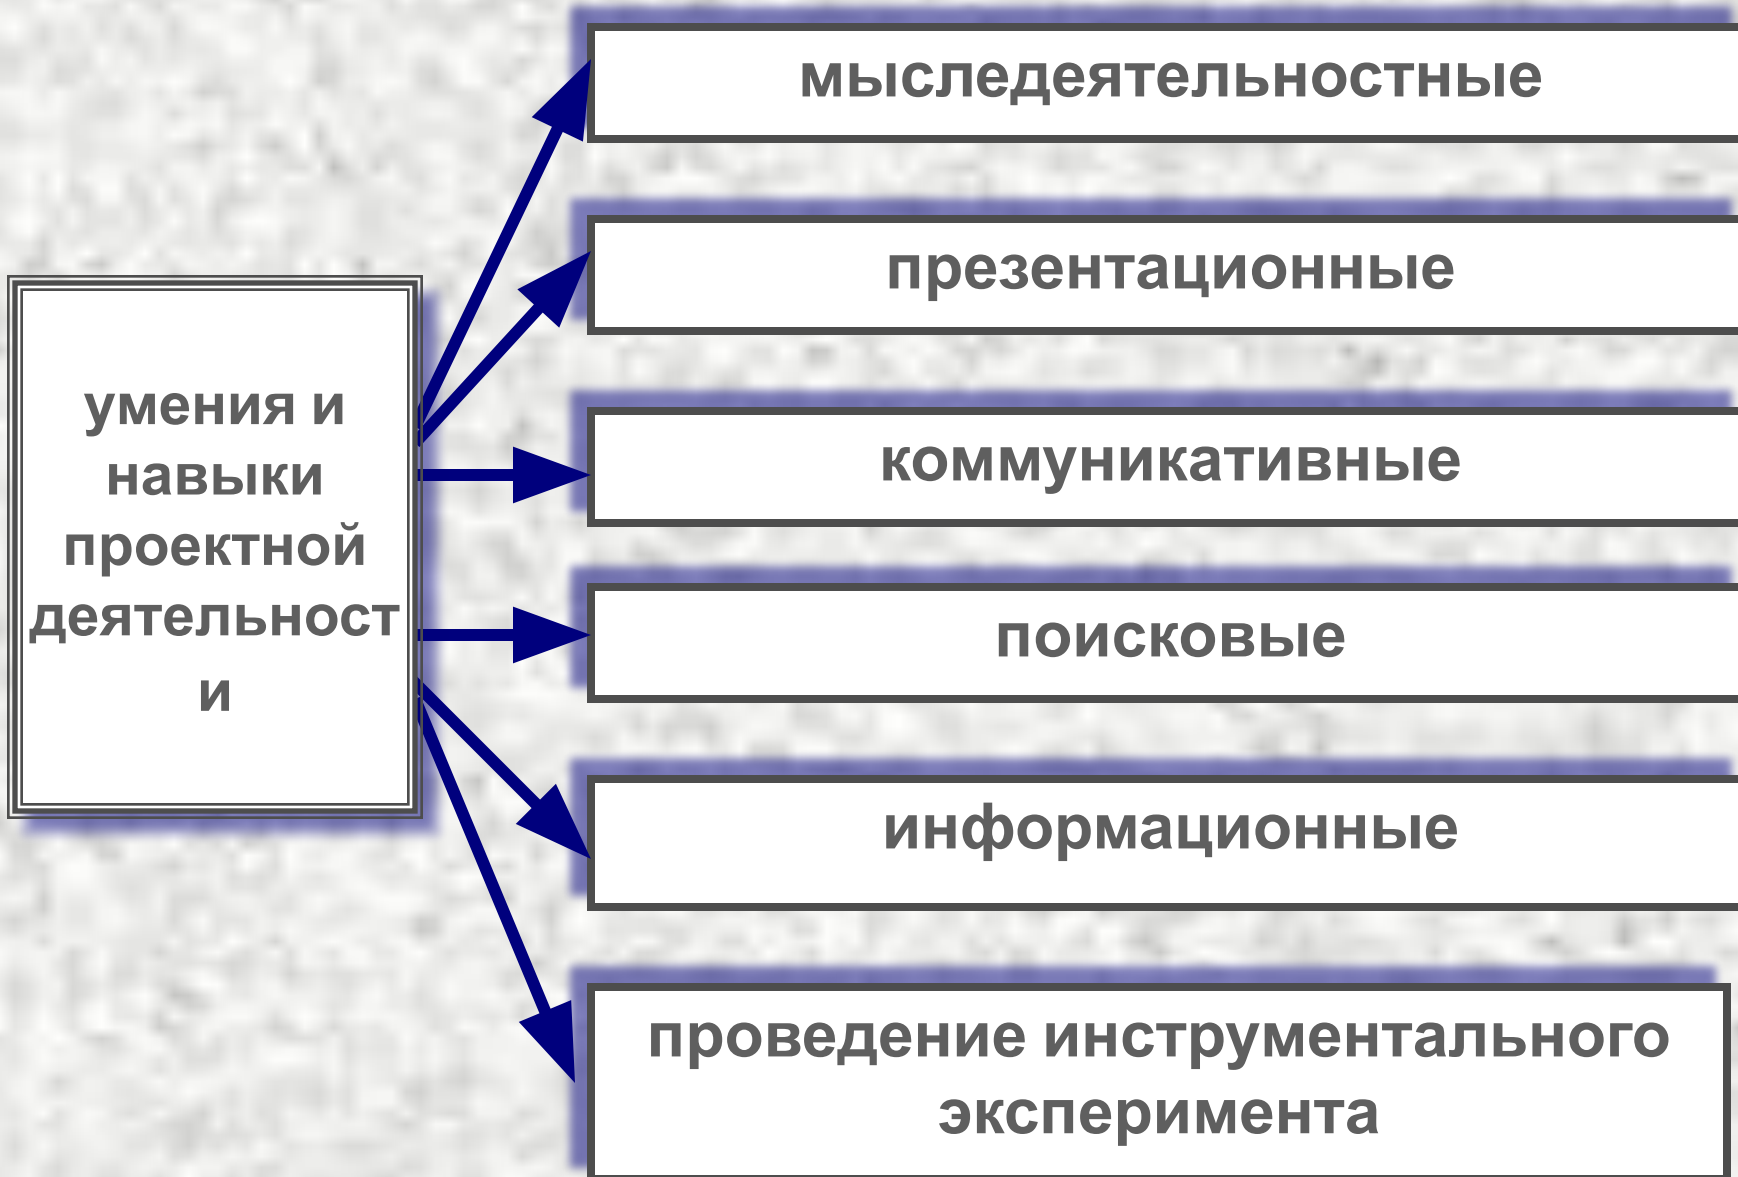 мыследеятельностные
презентационные
умения и
навыки
проектной
деятельност
и
коммуникативные
поисковые
информационные
проведение инструментального
эксперимента